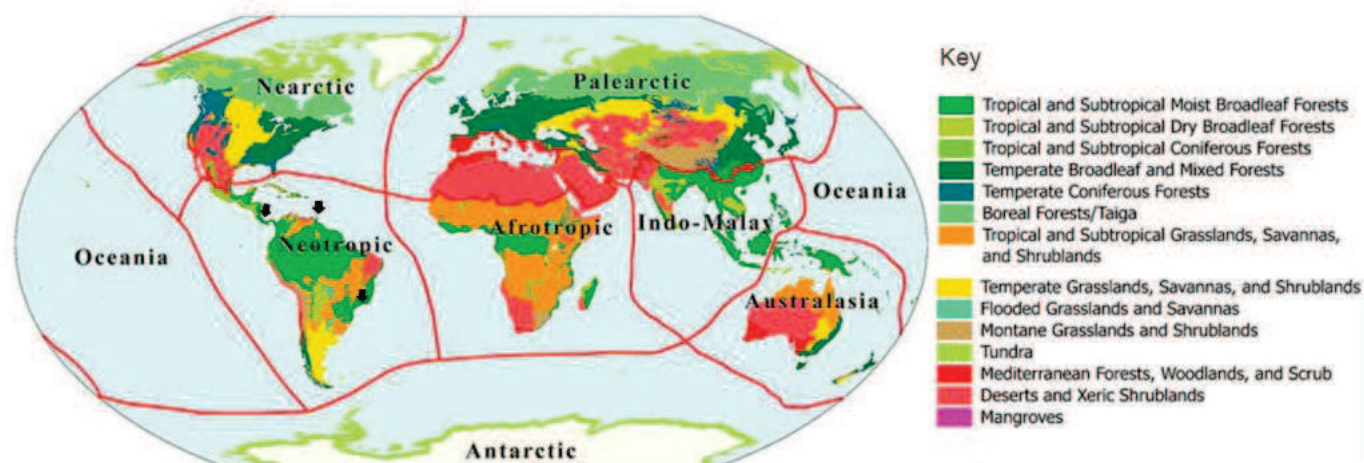 Nearctic
Palearctic
Oceania
Neotropic
Afrotropic
Indo-Malay
Oceania
Australasia
Antarctic
Key
Tropical and Subtropical Moist Broadleaf Forests
Tropical and Subtropical Dry Broadleaf Forests
Tropical and Subtropical Coniferous Forests
Temperate Broadleaf and Mixed Forests
Temperate Coniferous Forests
Boreal Forests/Taiga
Tropical and Subtropical Grasslands, Savannas,
and Shrublands
Temperate Grasslands, Savannas, and Shrublands
Flooded Grasslands and Savannas
Montane Grasslands and Shrublands
Tundra
Mediterranean Forests, Woodlands, and Scrub
Deserts and Xeric Shrublands
Mangroves